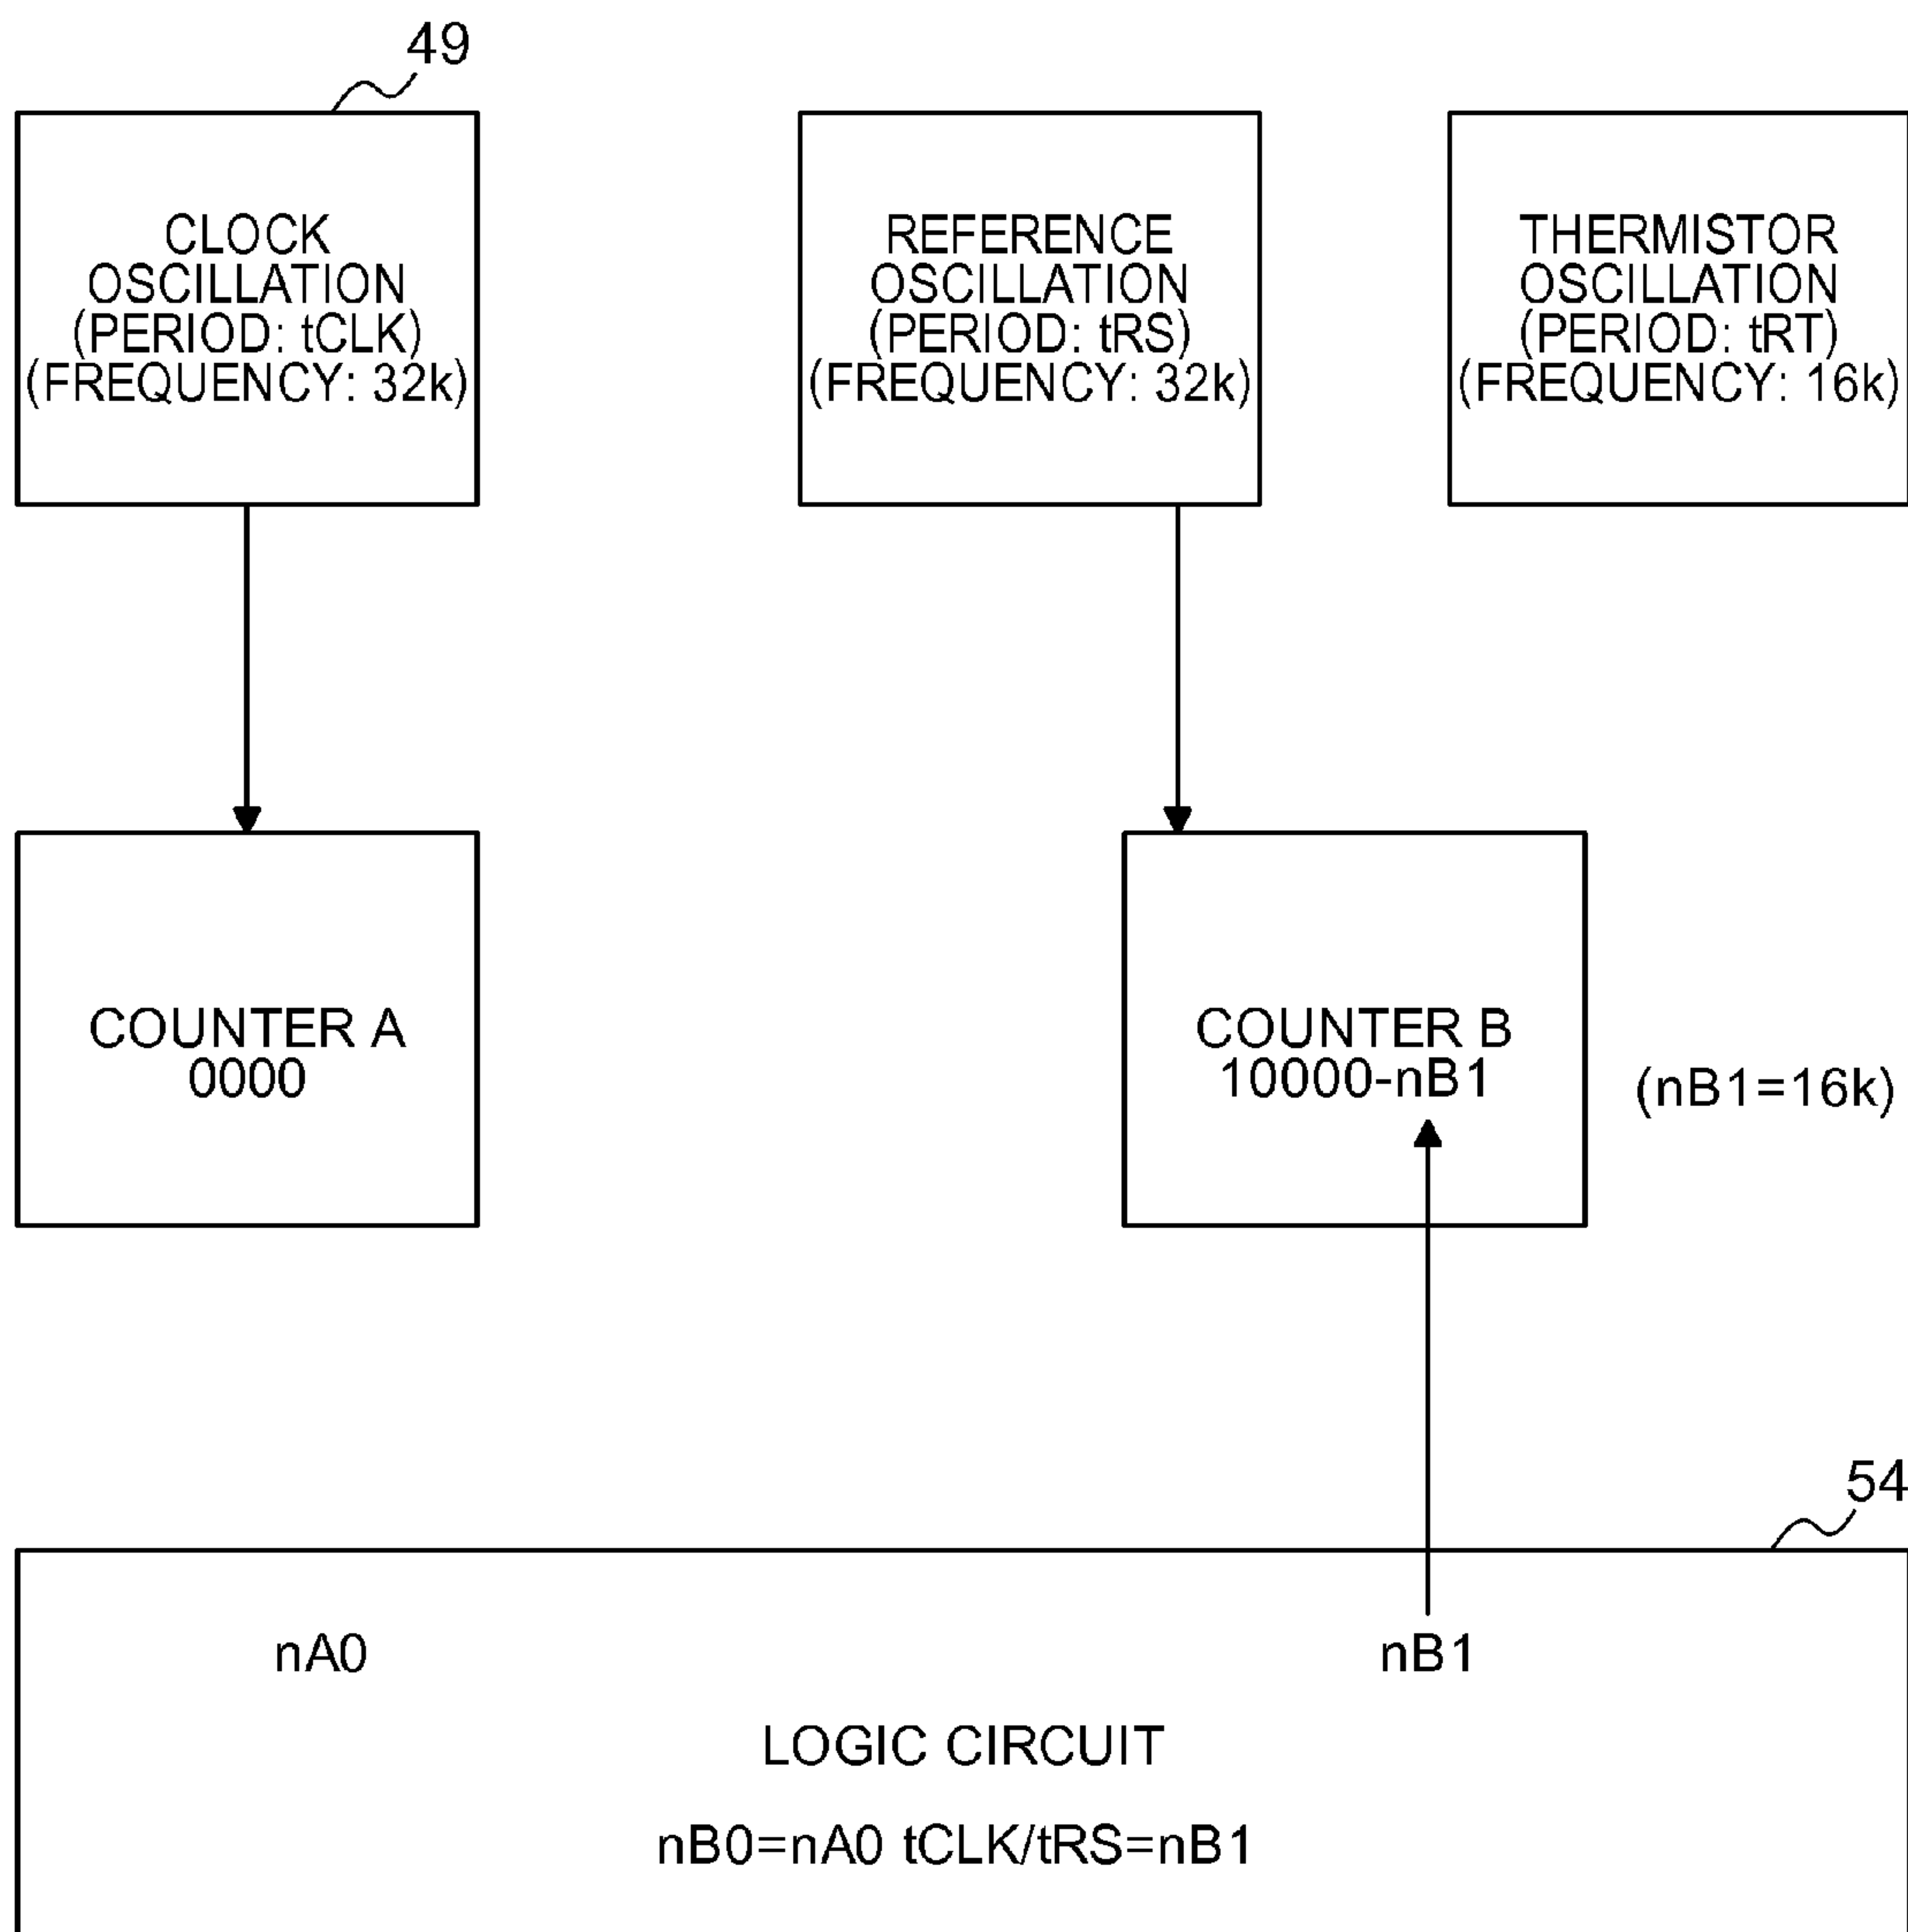 49
CLOCK
OSCILLATION
(PERIOD: tCLK)
(FREQUENCY: 32k)
REFERENCE
OSCILLATION
(PERIOD: tRS)
(FREQUENCY: 32k)
THERMISTOR
OSCILLATION
(PERIOD: tRT)
(FREQUENCY: 16k)
COUNTER A
0000
COUNTER B
10000-nB1
(nB1=16k)
54
nA0
nB1
LOGIC CIRCUIT
nB0=nA0 tCLK/tRS=nB1